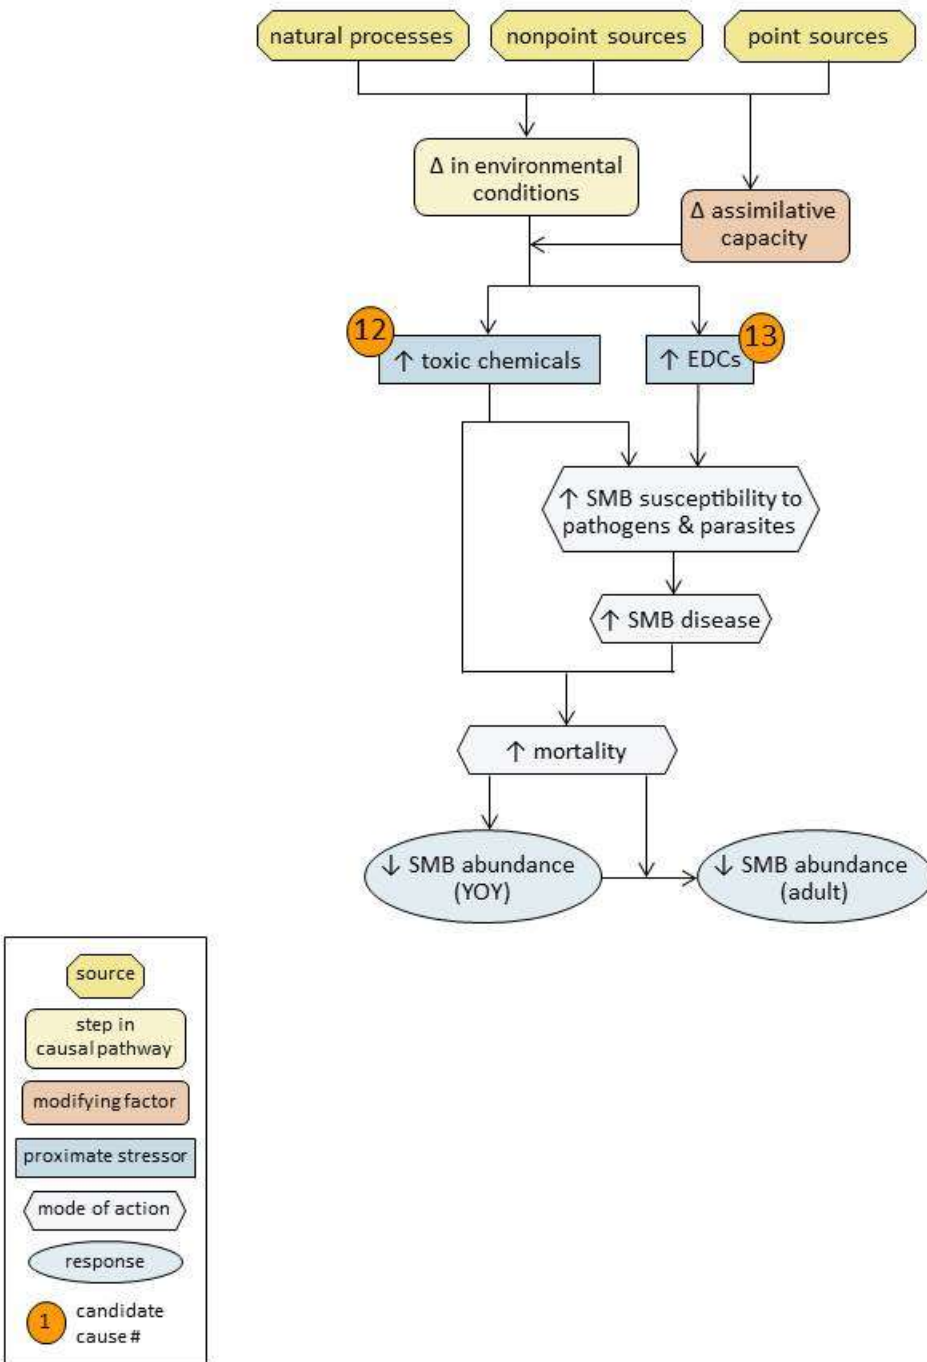 natural processes
nonpoint sources
point sources
Δ in environmental
conditions
Δ assimilative
capacity
12
↑ toxic chemicals
13
↑ EDCs
↑ SMB susceptibility to
pathogens & parasites
↑ SMB disease
↑ mortality
↓ SMB abundance
(YOY)
↓ SMB abundance
(adult)
source
step in
causal pathway
modifying factor
proximate stressor
mode of action
response
1
candidate
cause #